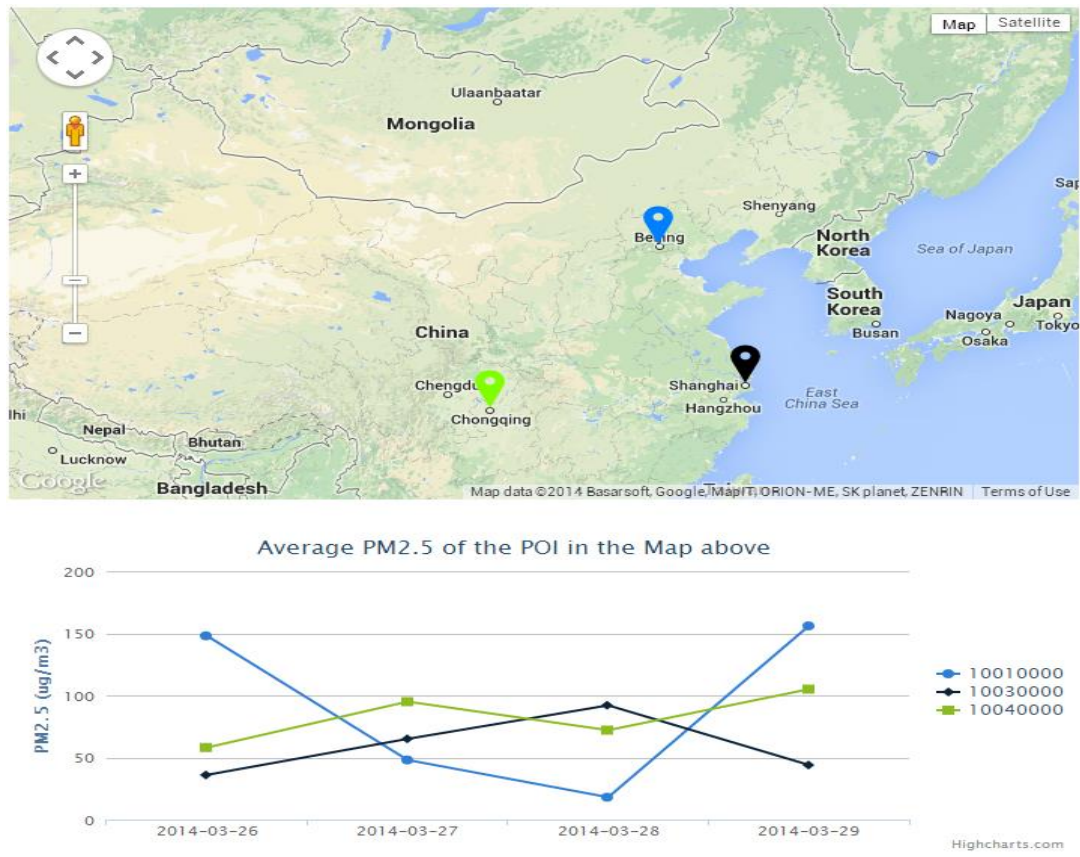 Map Satellite
Ulaanbaatar
Mongolia
Sap
Shenyang
Beijing
North
Korea
Sea of Japan
South
Korea
Japan
Nagoya
Tokyo
Busan
Osaka
China
Chengdu
Shanghai
East
China Sea
Hangzhou
Chongqing
lhi
Nepal
Bhutan
Lucknow
Google
Bangladesh
Map data ©2014 Basarsoft, Google, MapIT, ORION-ME, SK planet, ZENRIN Terms of Use
Average PM2.5 of the POI in the Map above
200
150
100
50
0
PM2.5 (ug/m3)
10010000
10030000
10040000
2014-03-26 2014-03-27 2014-03-28 2014-03-29
Highcharts.com